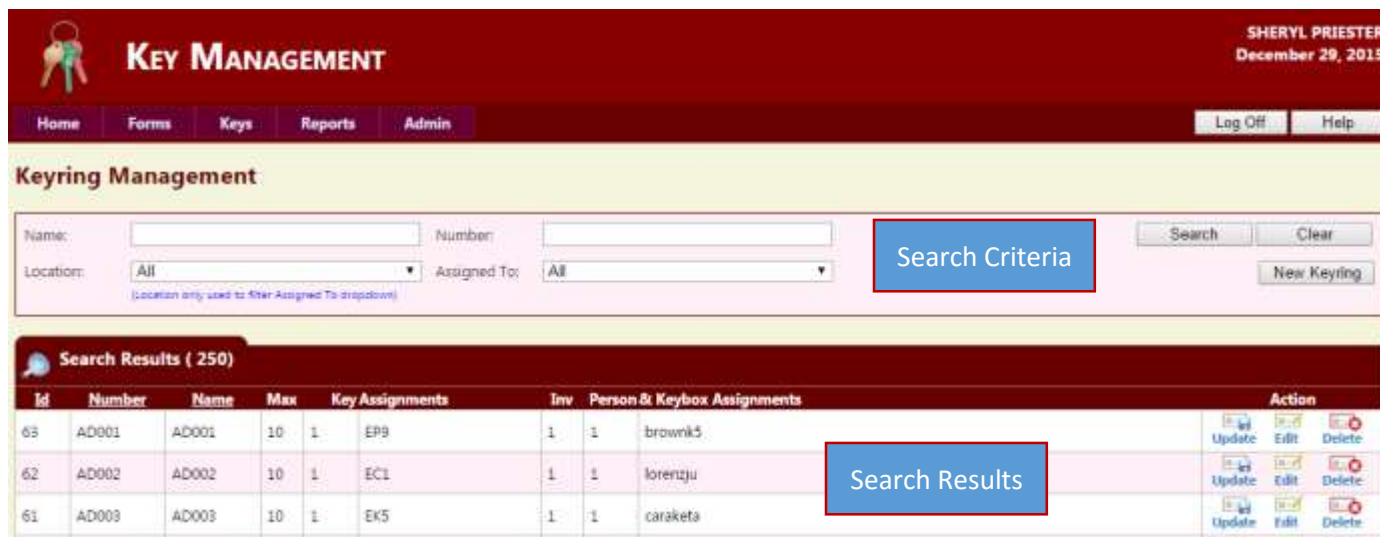 KEY MANAGEMENT
SHERYL PRIESTER
December 29, 2015
Home Forms Keys Reports Admin Log Off Help
Keyring Management
Name: Number: Search Criteria Search Clear
Location: All Assigned To: All New Keyring
(Location only used to filter Assigned To dropdown)
Search Results ( 250)
Id Number Name Max Key Assignments Inv Person & Keybox Assignments Action
63 AD001 AD001 10 1 EP9 1 1 brownk5 Update Edit Delete
62 AD002 AD002 10 1 EC1 1 1 lorenzju Search Results Update Edit Delete
61 AD003 AD003 10 1 EK5 1 1 caraketa Update Edit Delete